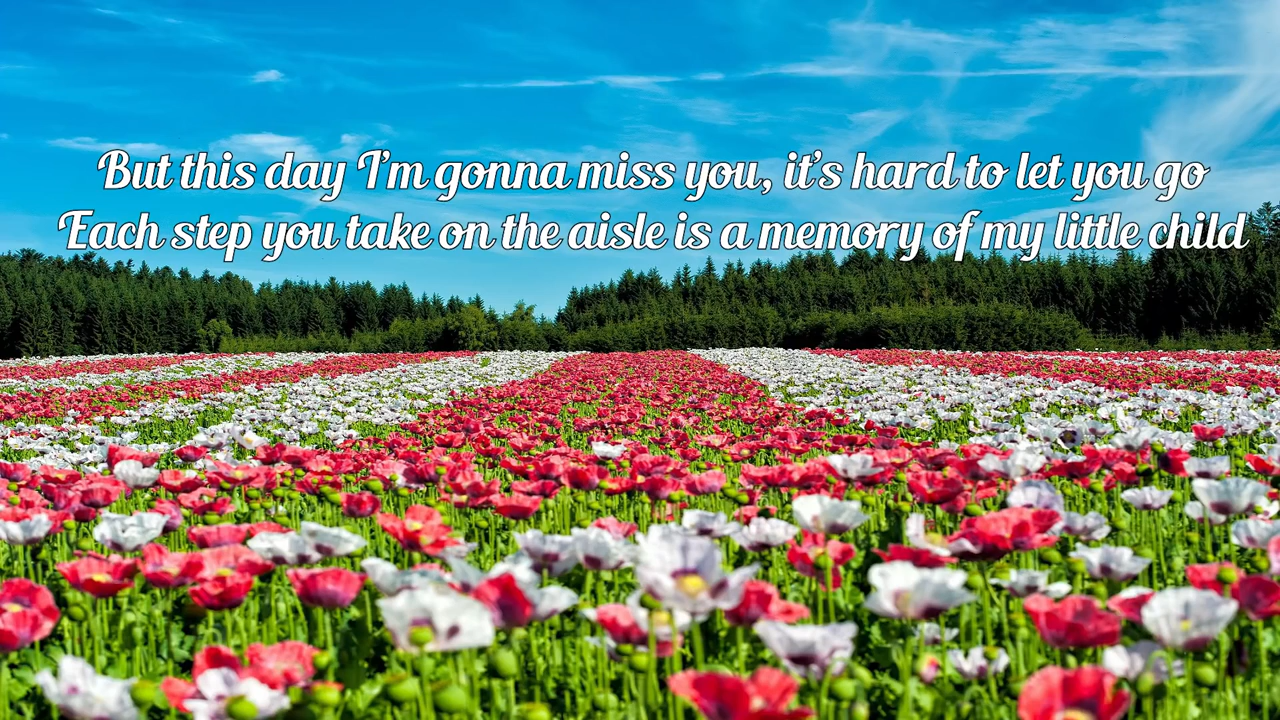 But this day I'm gonna miss you, it's hard to let you go
Each step you take on the aisle is a memory of my little child